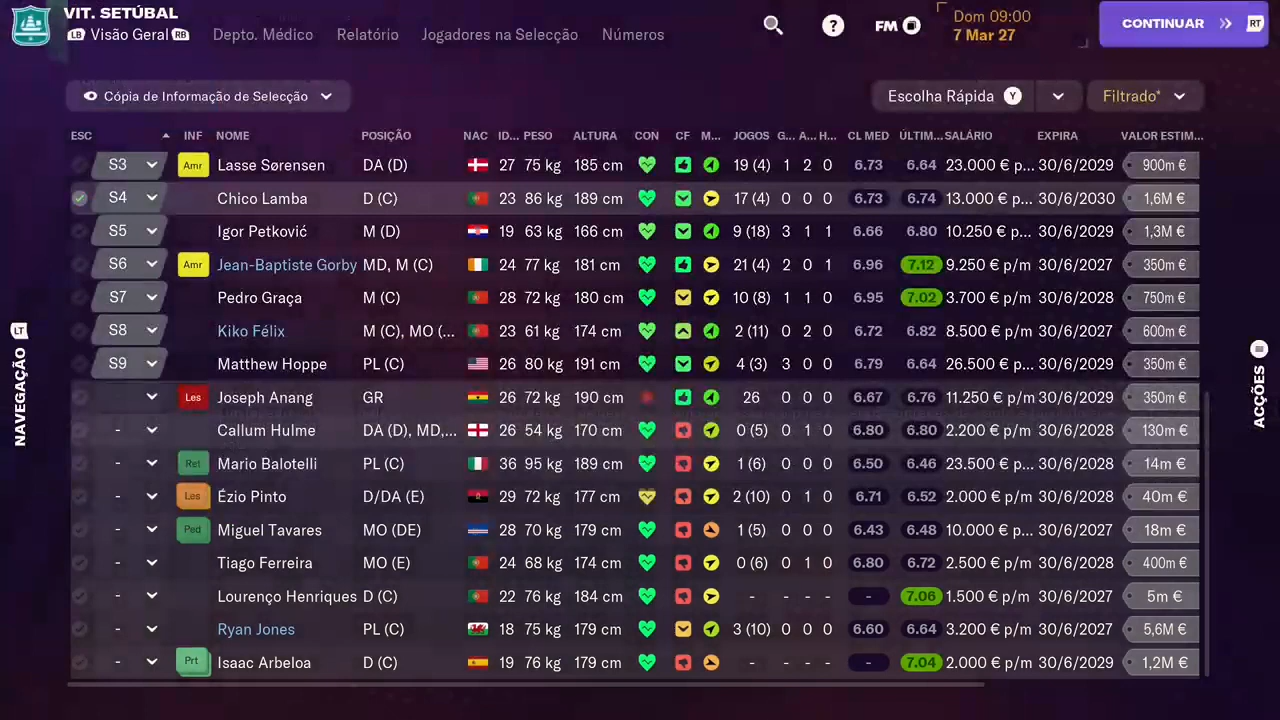 VIT. SETÚBAL
LB Visão Geral RB Depto. Médico Relatório Jogadores na Selecção Números
? FM Dom 09:00
7 Mar 27
CONTINUAR RT
Cópia de Informação de Selecção Escolha Rápida Y Filtrado*
ESC INF NOME POSIÇÃO NAC ID... PESO ALTURA CON CF M... JOGOS G... A... H... CL MED ÚLTIM... SALÁRIO EXPIRA VALOR ESTIM...
S3 Amr Lasse Sørensen DA (D) 27 75 kg 185 cm 19 (4) 1 2 0 6.73 6.64 23.000 € p... 30/6/2029 900m €
S4 Chico Lamba D (C) 23 86 kg 189 cm 17 (4) 0 0 0 6.73 6.74 13.000 € p... 30/6/2030 1,6M €
S5 Igor Petković M (D) 19 63 kg 166 cm 9 (18) 3 1 1 6.66 6.80 10.250 € p... 30/6/2029 1,3M €
S6 Amr Jean-Baptiste Gorby MD, M (C) 24 77 kg 181 cm 21 (4) 2 0 1 6.96 7.12 9.250 € p/m 30/6/2027 350m €
S7 Pedro Graça M (C) 28 72 kg 180 cm 10 (8) 1 1 0 6.95 7.02 3.700 € p/m 30/6/2028 750m €
S8 Kiko Félix M (C), MO (... 23 61 kg 174 cm 2 (11) 0 2 0 6.72 6.82 8.500 € p/m 30/6/2027 600m €
S9 Matthew Hoppe PL (C) 26 80 kg 191 cm 4 (3) 3 0 0 6.79 6.64 26.500 € p... 30/6/2028 350m €
Les Joseph Anang GR 26 72 kg 190 cm 26 0 0 0 6.67 6.76 11.250 € p... 30/6/2029 350m €
- Callum Hulme DA (D), MD,... 26 54 kg 170 cm 0 (5) 0 1 0 6.80 6.80 2.200 € p/m 30/6/2028 130m €
- Ret Mario Balotelli PL (C) 36 95 kg 189 cm 1 (6) 0 0 0 6.50 6.46 23.500 € p... 30/6/2028 14m €
- Les Ézio Pinto D/DA (E) 29 72 kg 177 cm 2 (10) 0 1 0 6.71 6.52 2.000 € p/m 30/6/2028 40m €
- Ped Miguel Tavares MO (DE) 28 70 kg 179 cm 1 (5) 0 0 0 6.43 6.48 10.000 € p... 30/6/2027 18m €
- Tiago Ferreira MO (E) 24 68 kg 174 cm 0 (6) 0 1 0 6.80 6.72 2.500 € p/m 30/6/2028 400m €
- Lourenço Henriques D (C) 22 76 kg 184 cm - - - - - 7.06 1.500 € p/m 30/6/2027 5m €
- Ryan Jones PL (C) 18 75 kg 179 cm 3 (10) 0 0 0 6.60 6.64 3.200 € p/m 30/6/2027 5,6M €
- Prt Isaac Arbeloa D (C) 19 76 kg 179 cm - - - - - 7.04 2.000 € p/m 30/6/2029 1,2M €
NAVEGAÇÃO LT
ACÇÕES